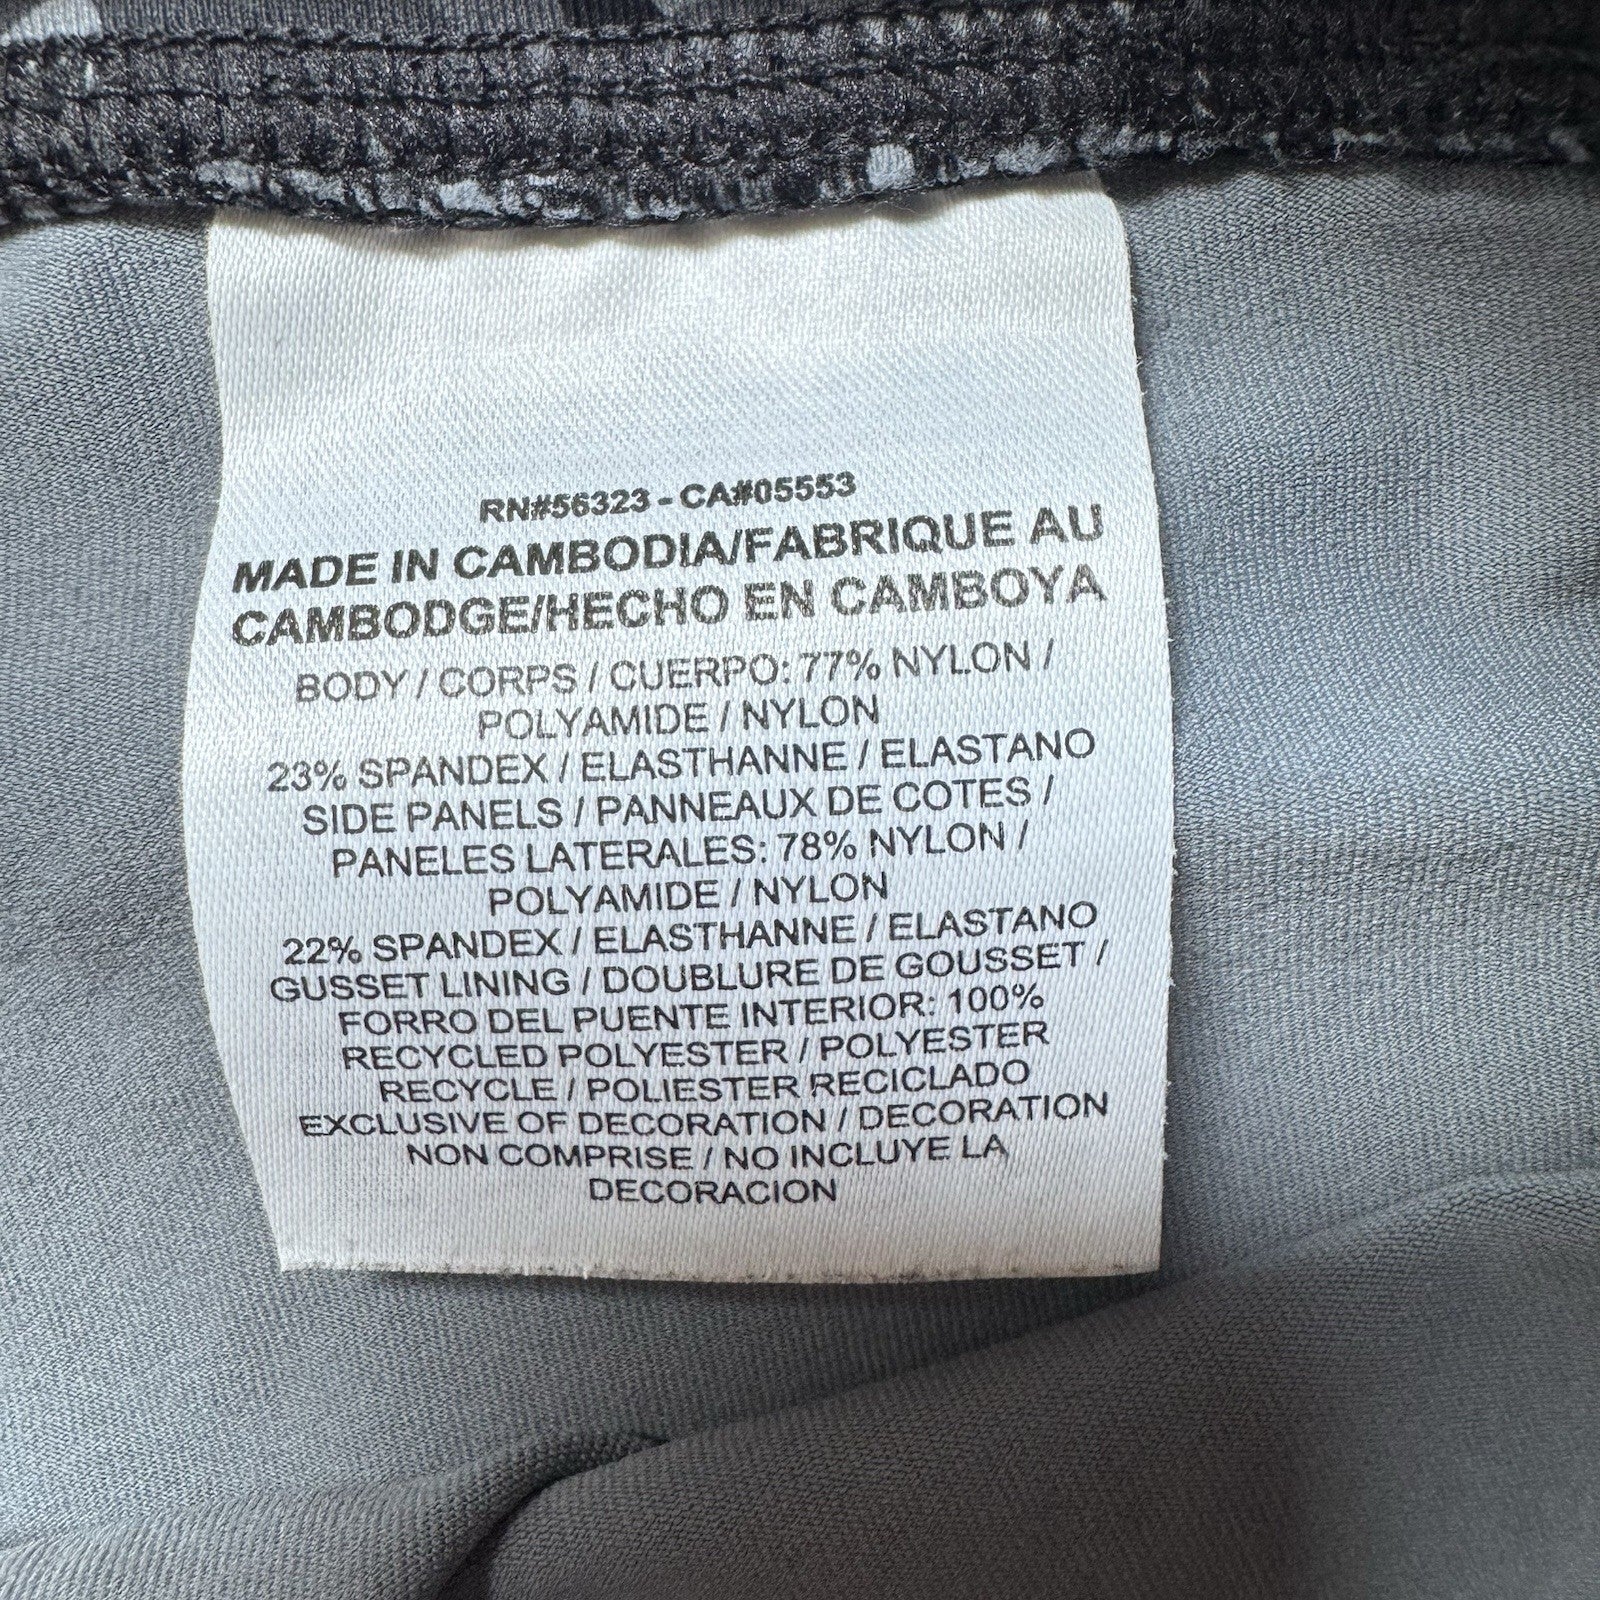 RN#56323 - CA#05553
MADE IN CAMBODIA/FABRIQUE AU
CAMBODGE/HECHO EN CAMBOYA
BODY / CORPS / CUERPO: 77% NYLON /
POLYAMIDE / NYLON
23% SPANDEX / ELASTHANNE / ELASTANO
SIDE PANELS / PANNEAUX DE COTES /
PANELES LATERALES: 78% NYLON /
POLYAMIDE / NYLON
22% SPANDEX / ELASTHANNE / ELASTANO
GUSSET LINING / DOUBLURE DE GOUSSET /
FORRO DEL PUENTE INTERIOR: 100%
RECYCLED POLYESTER / POLYESTER
RECYCLE / POLIESTER RECICLADO
EXCLUSIVE OF DECORATION / DECORATION
NON COMPRISE / NO INCLUYE LA
DECORACION